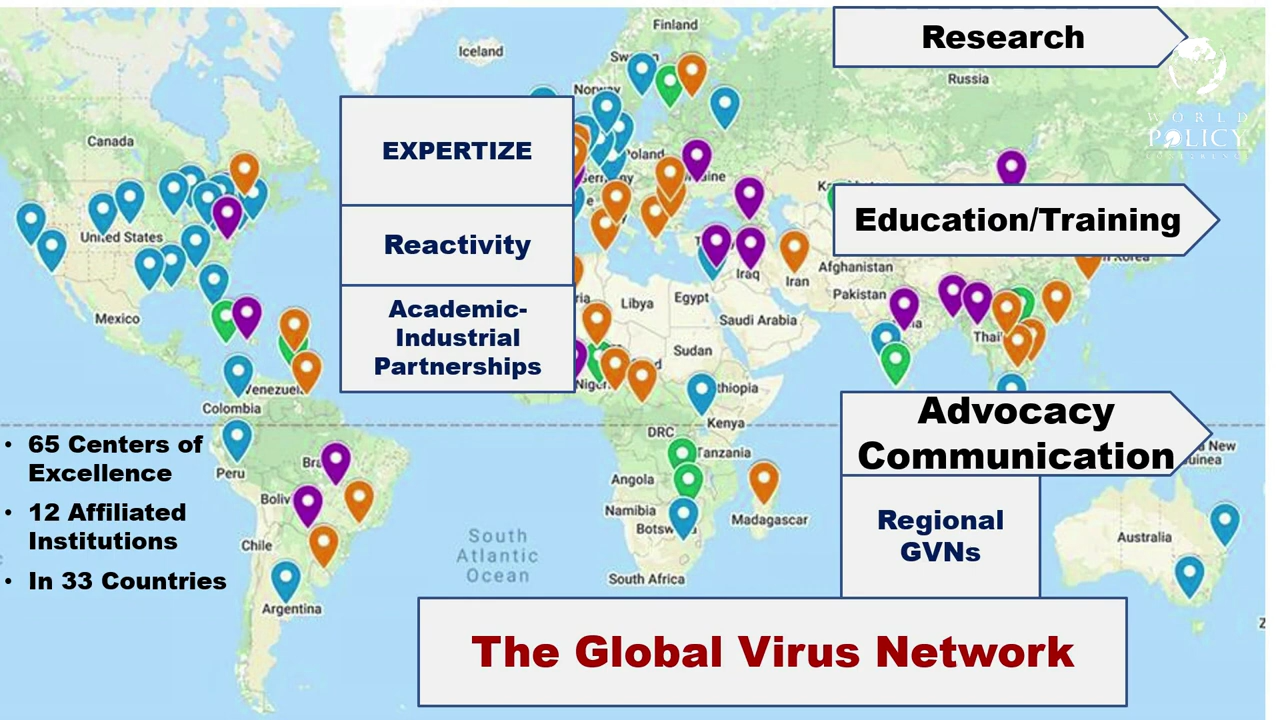 Finland
Iceland
Research
Russia
Norway
WORLD
POLICY
CONFERENCE
Canada
EXPERTIZE
Poland
Education/Training
United States
Reactivity
Iraq
Iran
Afghanistan
Pakistan
Mexico
Libya
Egypt
Saudi Arabia
Academic-
Industrial
Partnerships
Sudan
Colombia
Kenya
DRC
Tanzania
Advocacy
Communication
• 65 Centers of
Excellence
Peru
• 12 Affiliated
Institutions
Angola
Namibia
Madagascar
Regional
GVNs
Chile
South
Atlantic
Ocean
Australia
• In 33 Countries
South Africa
Argentina
The Global Virus Network